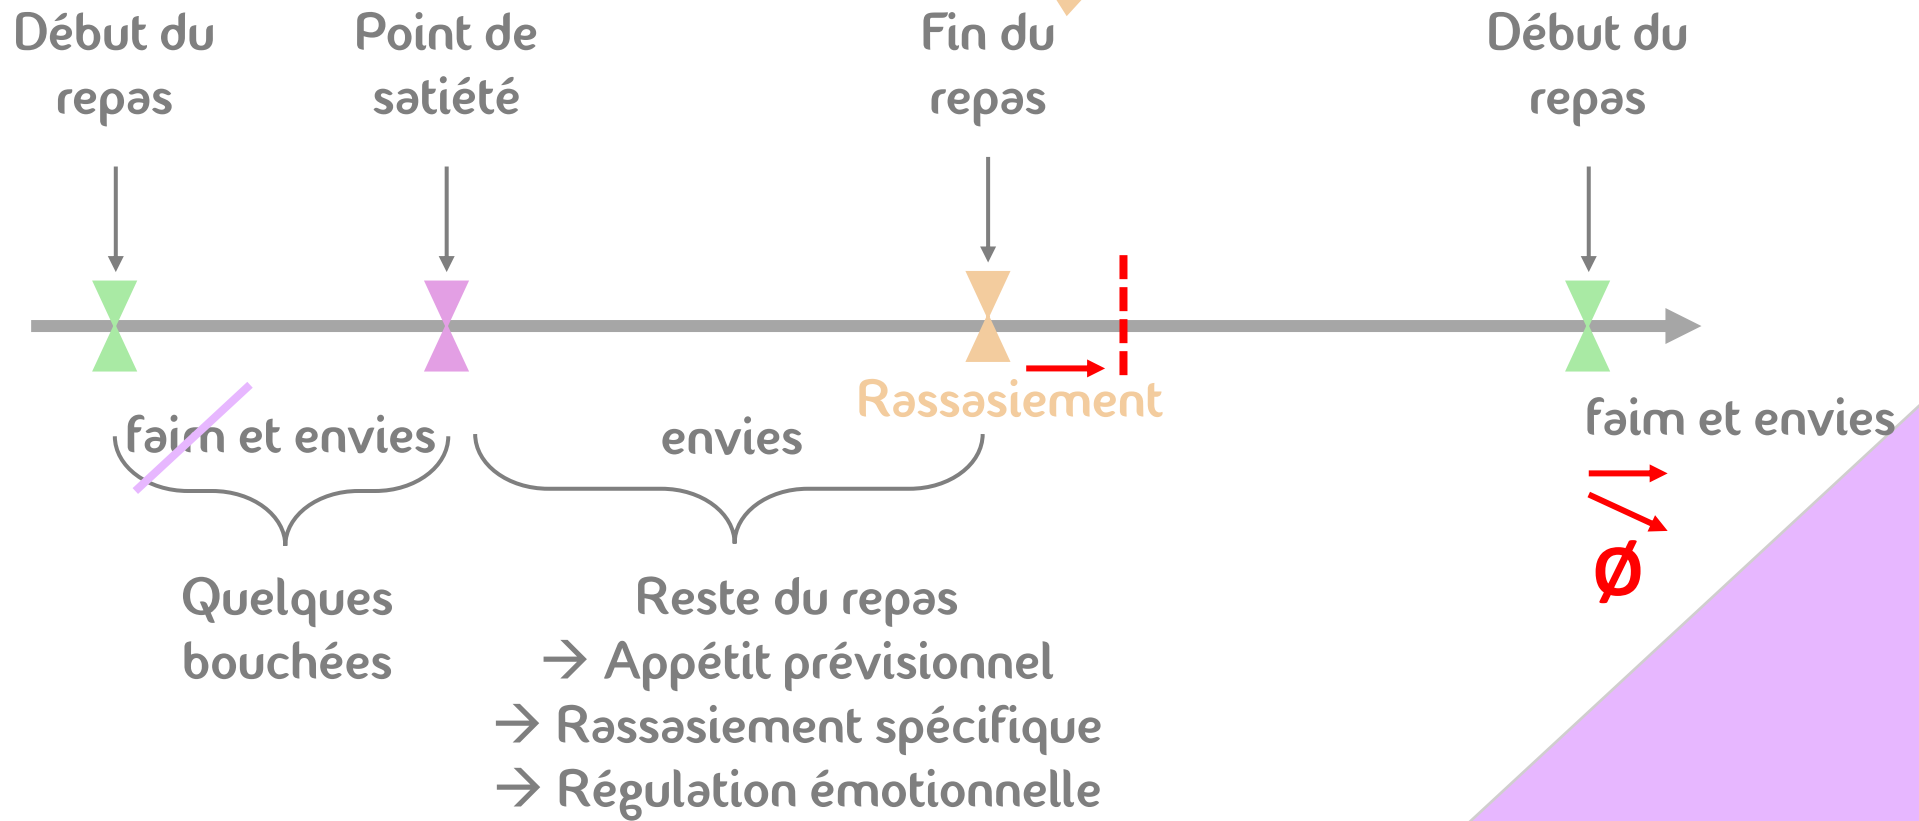 Début du
repas
Point de
satiété
Fin du
repas
Début du
repas
Rassasiement
faim et envies
envies
faim et envies
Ø
Quelques
bouchées
Reste du repas
→ Appétit prévisionnel
→ Rassasiement spécifique
→ Régulation émotionnelle